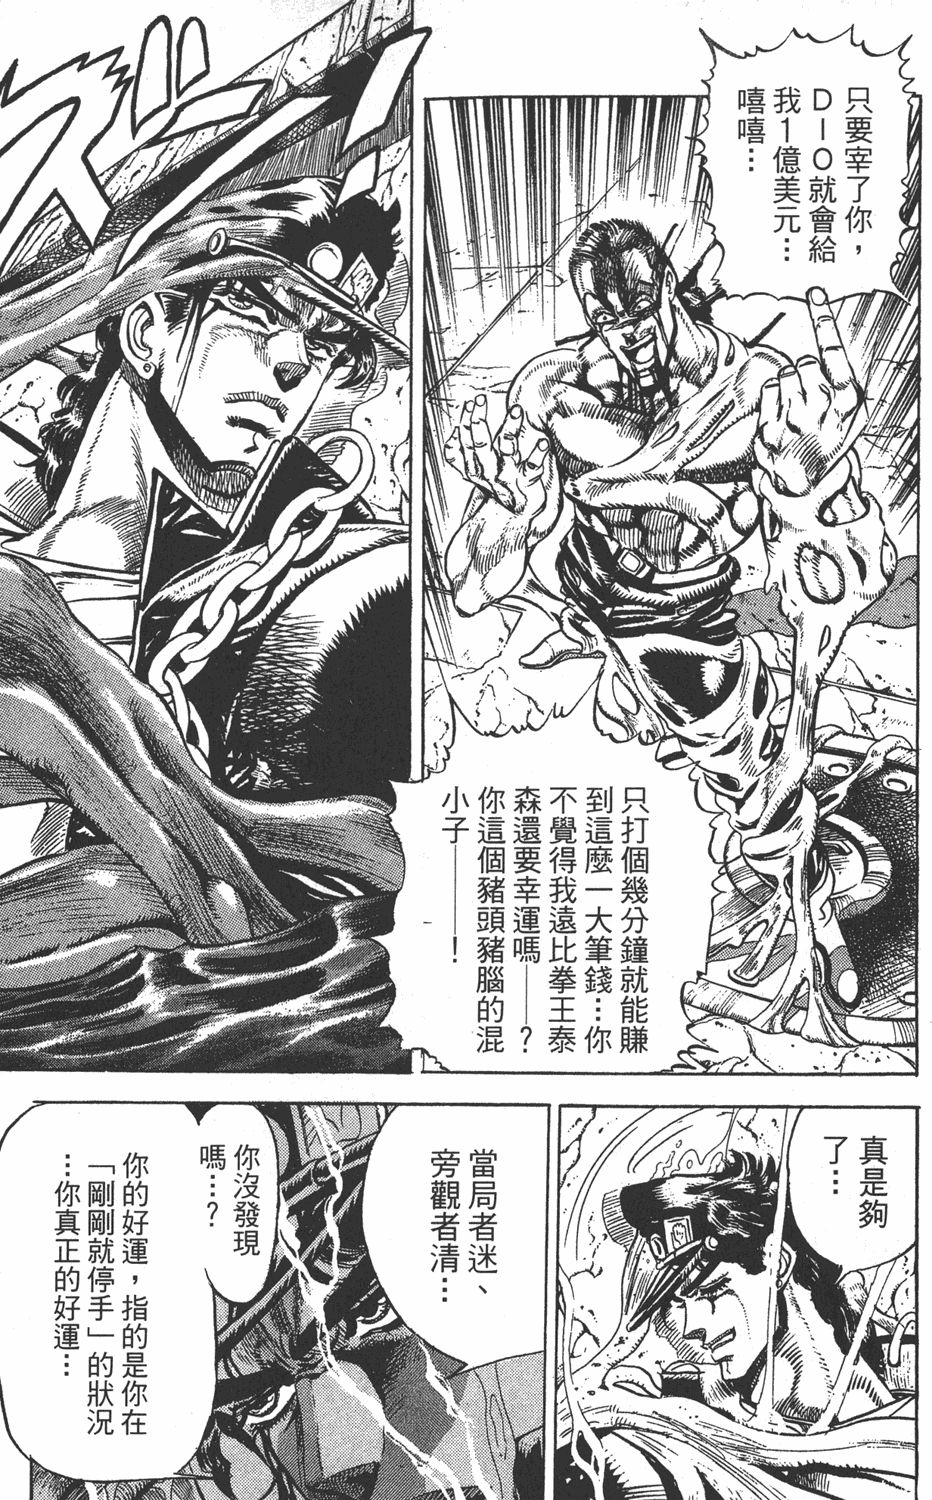 只要宰了你，
DIO就會給
我1億美元…
嘻嘻…
只打個幾分鐘就能賺
到這麼一大筆錢…你
不覺得我遠比拳王泰
森還要幸運嗎——？
你這個豬頭豬腦的混
小子——！
ズギュー！
真是夠
了…
當局者迷、
旁觀者清…
你沒發現
嗎…？
你的好運，指的是你在
「剛剛就停手」的狀況
…你真正的好運…